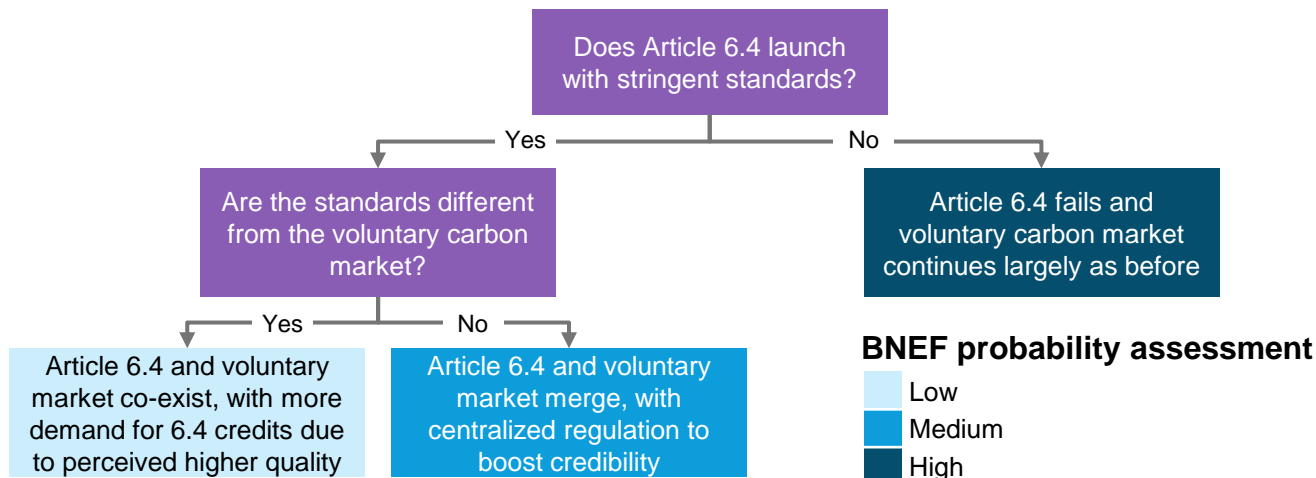 Does Article 6.4 launch
with stringent standards?
Yes
No
Are the standards different
from the voluntary carbon
market?
Article 6.4 fails and
voluntary carbon market
continues largely as before
Yes
No
Article 6.4 and voluntary
market co-exist, with more
demand for 6.4 credits due
to perceived higher quality
Article 6.4 and voluntary
market merge, with
centralized regulation to
boost credibility
BNEF probability assessment
Low
Medium
High